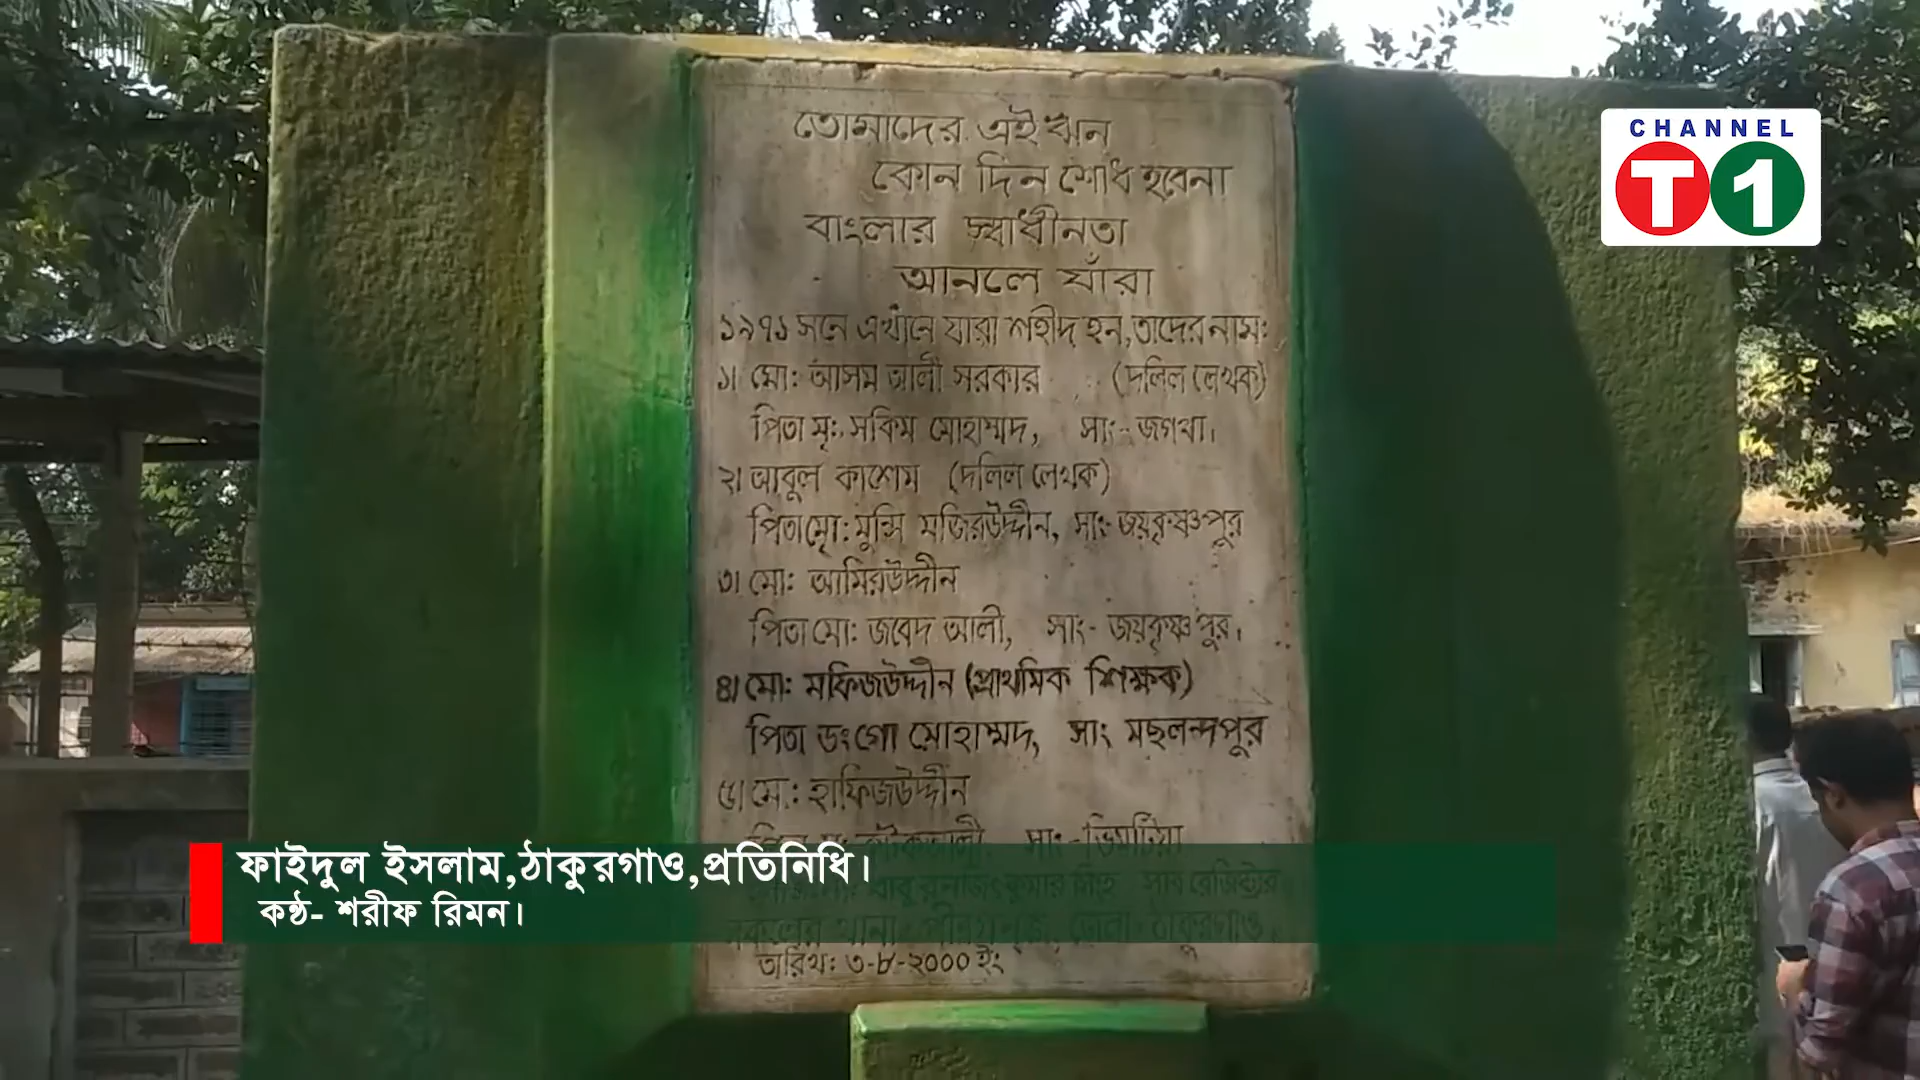 CHANNEL
T1
তোমাদের এই ঋন
কোন দিন শোধ হবেনা
বাংলার স্বাধীনতা
আনলে যাঁরা
১৯৭১ সনে এখানে যারা শহীদ হন, তাদের নাম:
১। মো: আসম আলী সরকার (দলিল লেখক)
পিতা মৃ: সকিম মোহাম্মদ, সাং- জগথা।
২। আবুল কাশেম (দলিল লেখক)
পিতা মৃো: মুন্সি মজিরউদ্দীন, সাং- জয়কৃষ্ণপুর
৩। মো: আমিরউদ্দীন
পিতা মো: জবেদ আলী, সাং- জয়কৃষ্ণপুর।
৪। মো: মফিজউদ্দীন (প্রাথমিক শিক্ষক)
পিতা ডংগো মোহাম্মদ, সাং মছলন্দপুর
৫। মো: হাফিজউদ্দীন
সাং-
ফাইদুল ইসলাম,ঠাকুরগাও,প্রতিনিধি।
কন্ঠ- শরীফ রিমন।
তারিখ: ৩-৮-২০০০ ইং